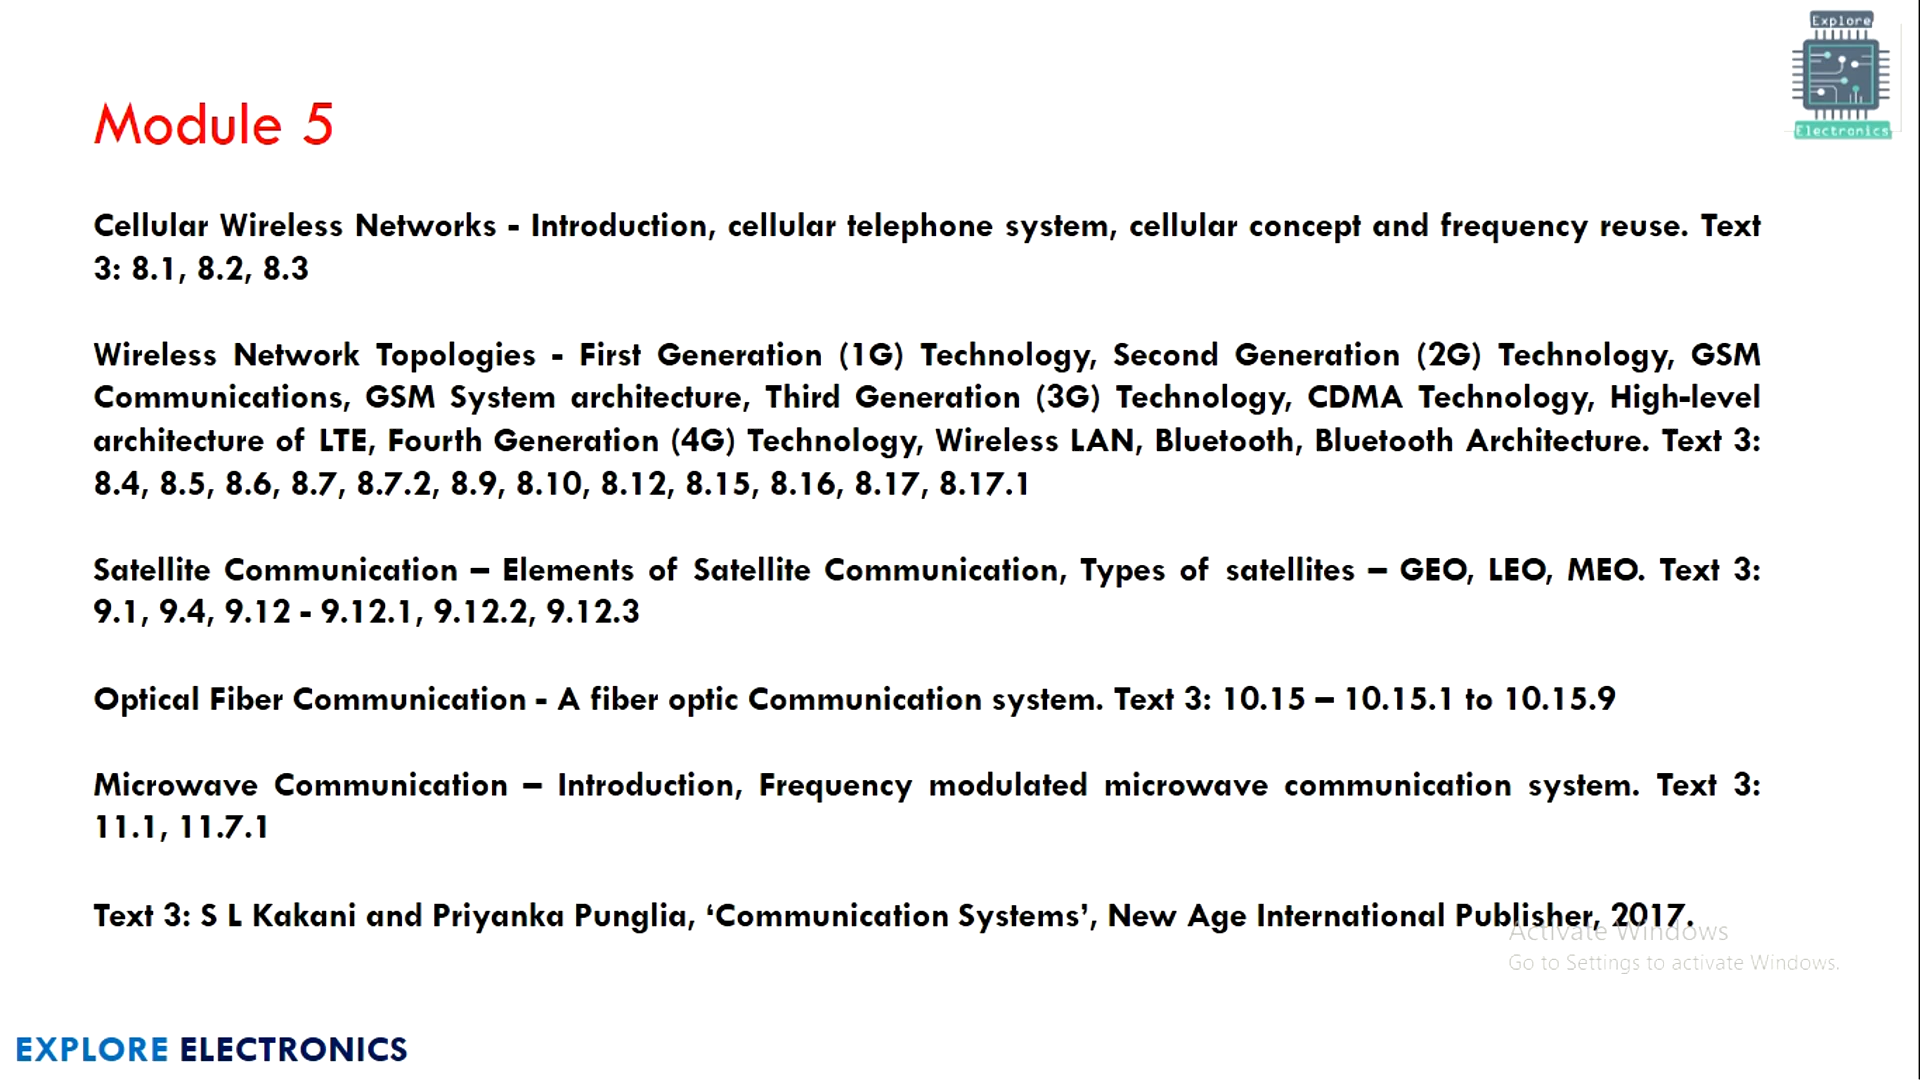 Explore
Electronics
Module 5
Cellular Wireless Networks - Introduction, cellular telephone system, cellular concept and frequency reuse. Text
3: 8.1, 8.2, 8.3
Wireless Network Topologies - First Generation (1G) Technology, Second Generation (2G) Technology, GSM
Communications, GSM System architecture, Third Generation (3G) Technology, CDMA Technology, High-level
architecture of LTE, Fourth Generation (4G) Technology, Wireless LAN, Bluetooth, Bluetooth Architecture. Text 3:
8.4, 8.5, 8.6, 8.7, 8.7.2, 8.9, 8.10, 8.12, 8.15, 8.16, 8.17, 8.17.1
Satellite Communication – Elements of Satellite Communication, Types of satellites – GEO, LEO, MEO. Text 3:
9.1, 9.4, 9.12 - 9.12.1, 9.12.2, 9.12.3
Optical Fiber Communication - A fiber optic Communication system. Text 3: 10.15 – 10.15.1 to 10.15.9
Microwave Communication – Introduction, Frequency modulated microwave communication system. Text 3:
11.1, 11.7.1
Text 3: S L Kakani and Priyanka Punglia, ‘Communication Systems’, New Age International Publisher, 2017.
Activate Windows
Go to Settings to activate Windows.
EXPLORE ELECTRONICS